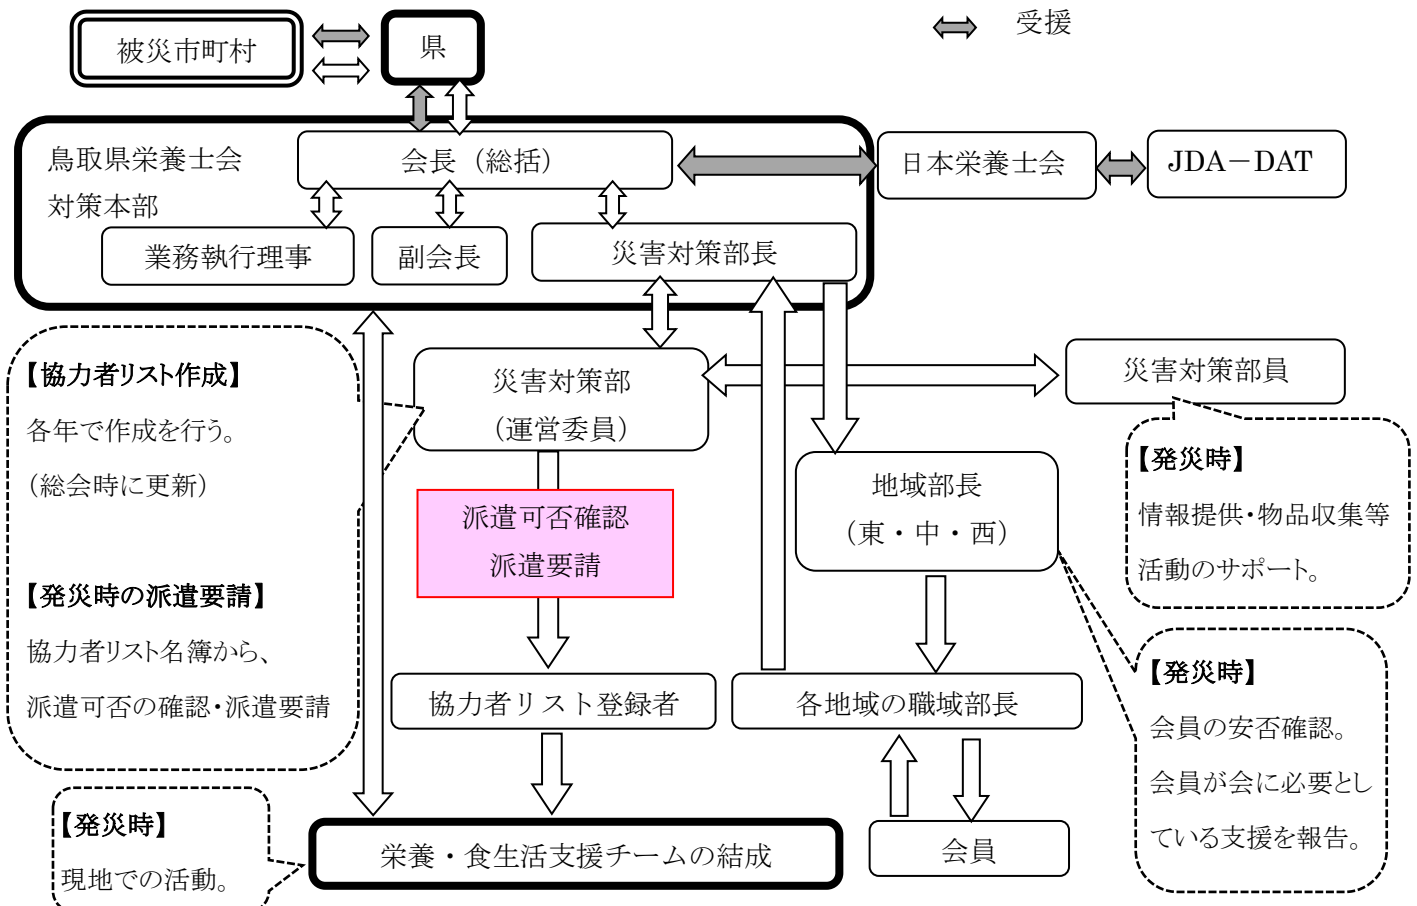 被災市町村
県
受援
鳥取県栄養士会
対策本部
会長（総括）
日本栄養士会
JDA－DAT
業務執行理事
副会長
災害対策部長
【協力者リスト作成】
各年で作成を行う。
（総会時に更新）
【発災時の派遣要請】
協力者リスト名簿から、
派遣可否の確認・派遣要請
災害対策部
（運営委員）
災害対策部員
【発災時】
情報提供・物品収集等
活動のサポート。
派遣可否確認
派遣要請
地域部長
（東・中・西）
協力者リスト登録者
各地域の職域部長
【発災時】
会員の安否確認。
会員が会に必要とし
ている支援を報告。
【発災時】
現地での活動。
栄養・食生活支援チームの結成
会員